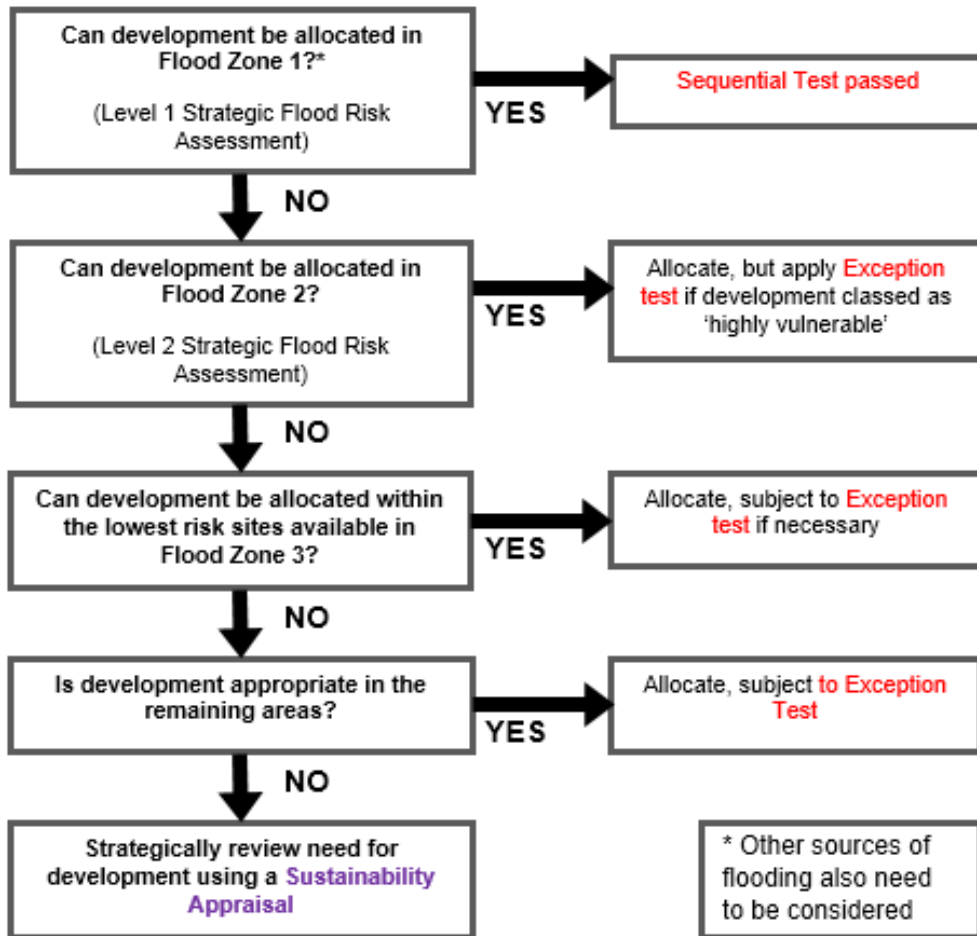 Can development be allocated in
Flood Zone 1?*
(Level 1 Strategic Flood Risk
Assessment)
YES
Sequential Test passed
NO
Can development be allocated in
Flood Zone 2?
(Level 2 Strategic Flood Risk
Assessment)
YES
Allocate, but apply Exception
test if development classed as
‘highly vulnerable’
NO
Can development be allocated within
the lowest risk sites available in
Flood Zone 3?
YES
Allocate, subject to Exception
test if necessary
NO
Is development appropriate in the
remaining areas?
YES
Allocate, subject to Exception
Test
NO
Strategically review need for
development using a Sustainability
Appraisal
* Other sources of
flooding also need
to be considered